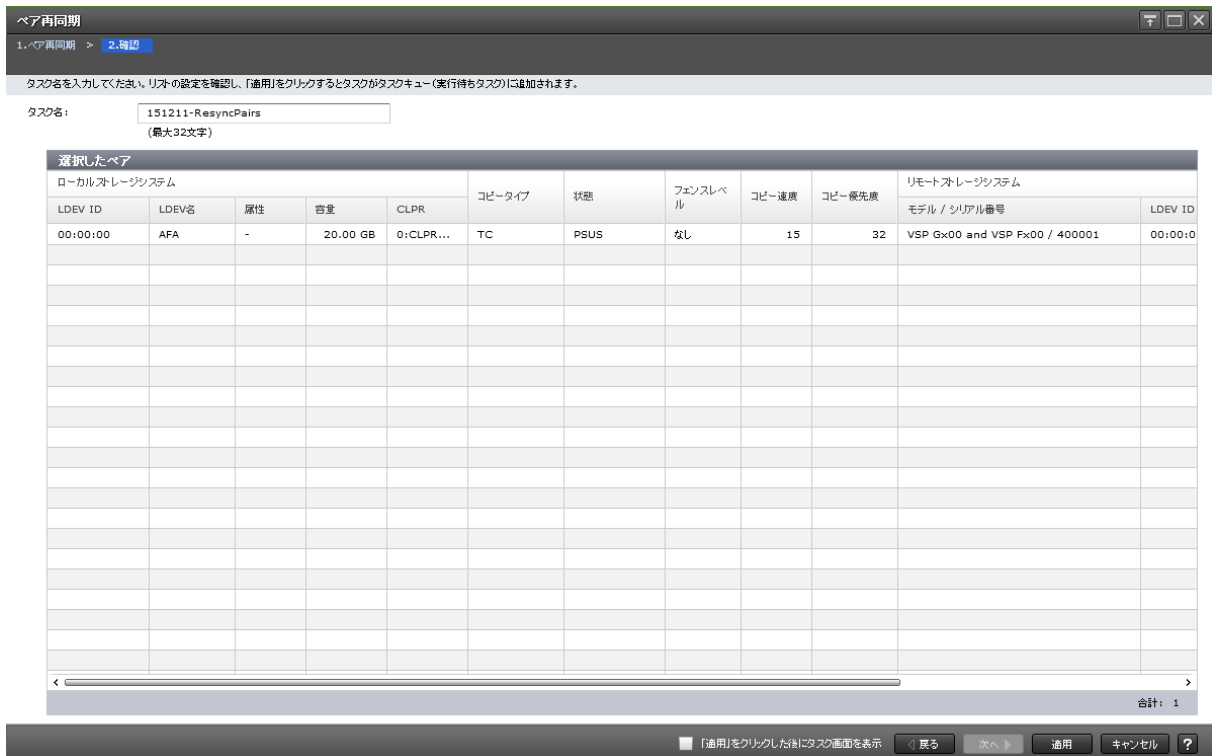 ペア再同期
1.ペア再同期 > 2.確認
タスク名を入力してください。リストの設定を確認し、「適用」をクリックするとタスクがタスクキュー(実行待ちタスク)に追加されます。
タスク名: 151211-ResyncPairs
(最大32文字)
選択したペア
ローカルストレージシステム コピータイプ 状態 フェンスレベル コピー速度 コピー優先度 リモートストレージシステム
LDEV ID LDEV名 属性 容量 CLPR モデル / シリアル番号 LDEV ID
00:00:00 AFA - 20.00 GB 0:CLPR... TC PSUS なし 15 32 VSP Gx00 and VSP Fx00 / 400001 00:00:0
合計: 1
「適用」をクリックした後にタスク画面を表示 戻る 次へ 適用 キャンセル ?